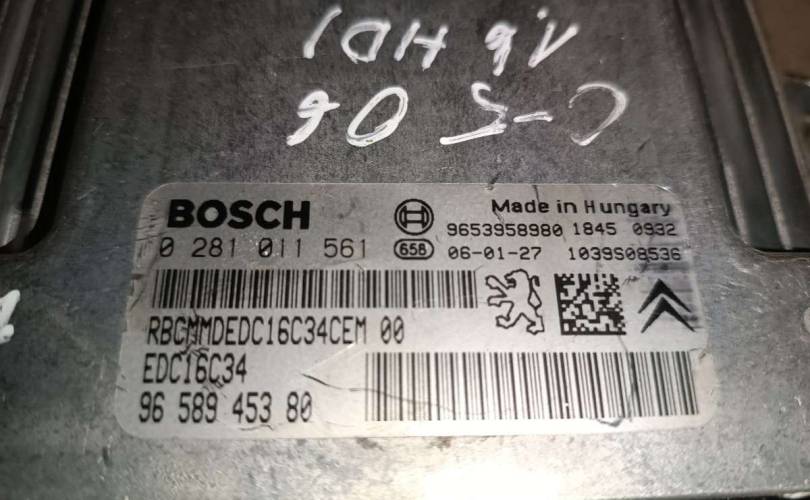 1,6 HDI
C-5 06
BOSCH
Made in Hungary
9653958980 1845 0932
0 281 011 561
658
06-01-27 1039S08536
RBCMMDEDC16C34CEM 00
EDC16C34
96 589 453 80